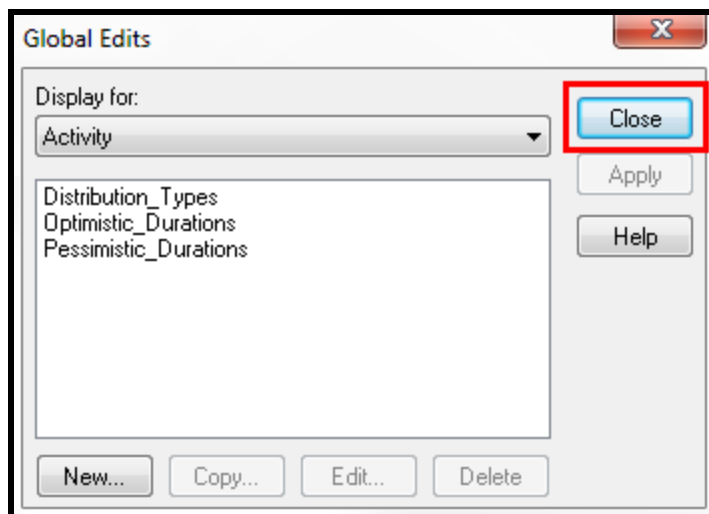 Global Edits
X
Display for:
Activity
Close
Apply
Help
Distribution_Types
Optimistic_Durations
Pessimistic_Durations
New...
Copy...
Edit...
Delete